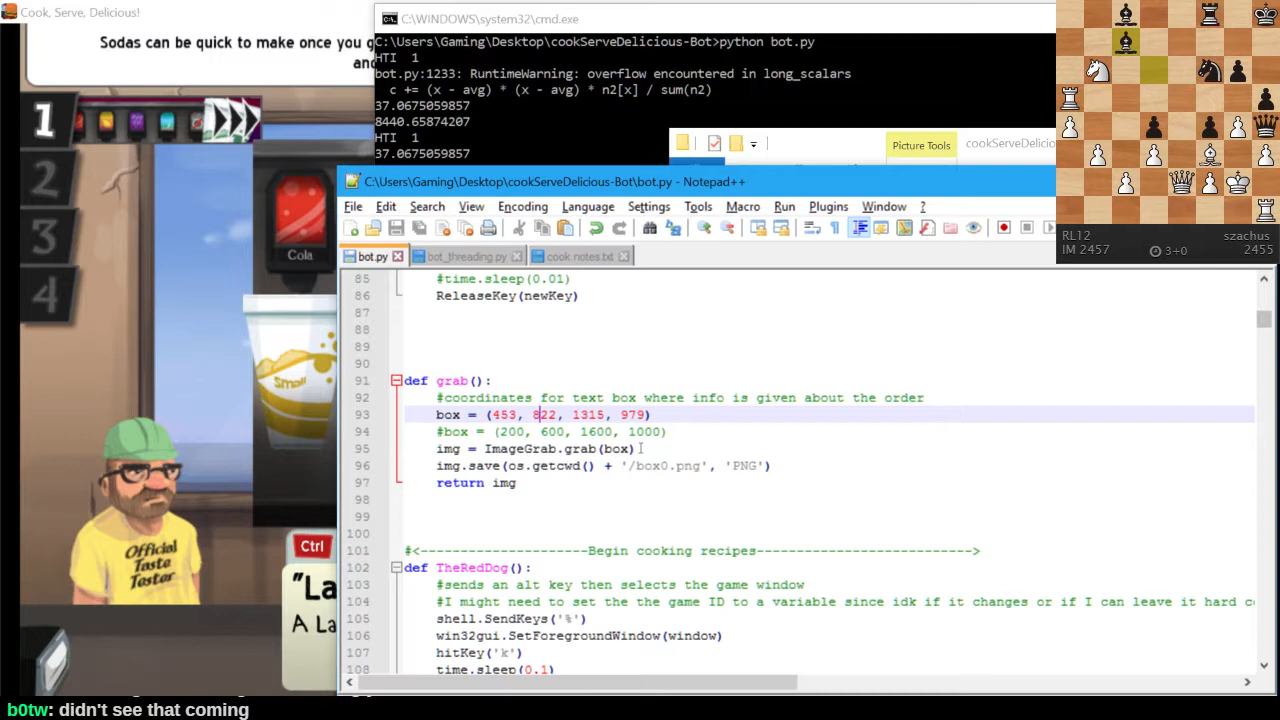 Cook, Serve, Delicious!
Sodas can be quick to make once you g
and
1
2
3
4
Cola
Small
Official
Taste
Tester
Ctrl
"La
A La
b0tw: didn't see that coming
C:\WINDOWS\system32\cmd.exe
C:\Users\Gaming\Desktop\cookServeDelicious-Bot>python bot.py
HTI 1
bot.py:1233: RuntimeWarning: overflow encountered in long_scalars
c += (x - avg) * (x - avg) * n2[x] / sum(n2)
37.0675059857
8440.65874207
HTI 1
37.0675059857
Picture Tools
cookServeDelicio
C:\Users\Gaming\Desktop\cookServeDelicious-Bot\bot.py - Notepad++
File Edit Search View Encoding Language Settings Tools Macro Run Plugins Window ?
bot.py bot_threading.py cook notes.txt
85 #time.sleep(0.01)
86 ReleaseKey(newKey)
87
88
89
90
91 def grab():
92 #coordinates for text box where info is given about the order
93 box = (453, 822, 1315, 979)
94 #box = (200, 600, 1600, 1000)
95 img = ImageGrab.grab(box)
96 img.save(os.getcwd() + '/box0.png', 'PNG')
97 return img
98
99
100
101 #<---------------------Begin cooking recipes--------------------------->
102 def TheRedDog():
103 #sends an alt key then selects the game window
104 #I might need to set the the game ID to a variable since idk if it changes or if I can leave it hard c
105 shell.SendKeys('%')
106 win32gui.SetForegroundWindow(window)
107 hitKey('k')
108 time.sleep(0.1)
RL12
IM 2457
3+0
szachus
2455